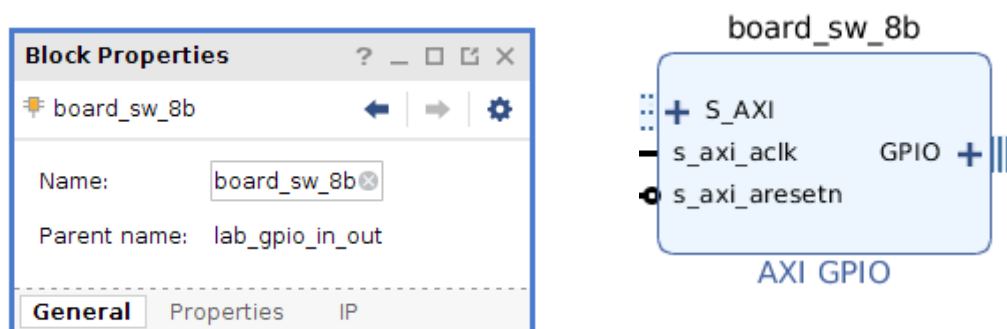 Block Properties
board_sw_8b
Name: board_sw_8b
Parent name: lab_gpio_in_out
General Properties IP
board_sw_8b
S_AXI
s_axi_aclk GPIO
s_axi_aresetn
AXI GPIO